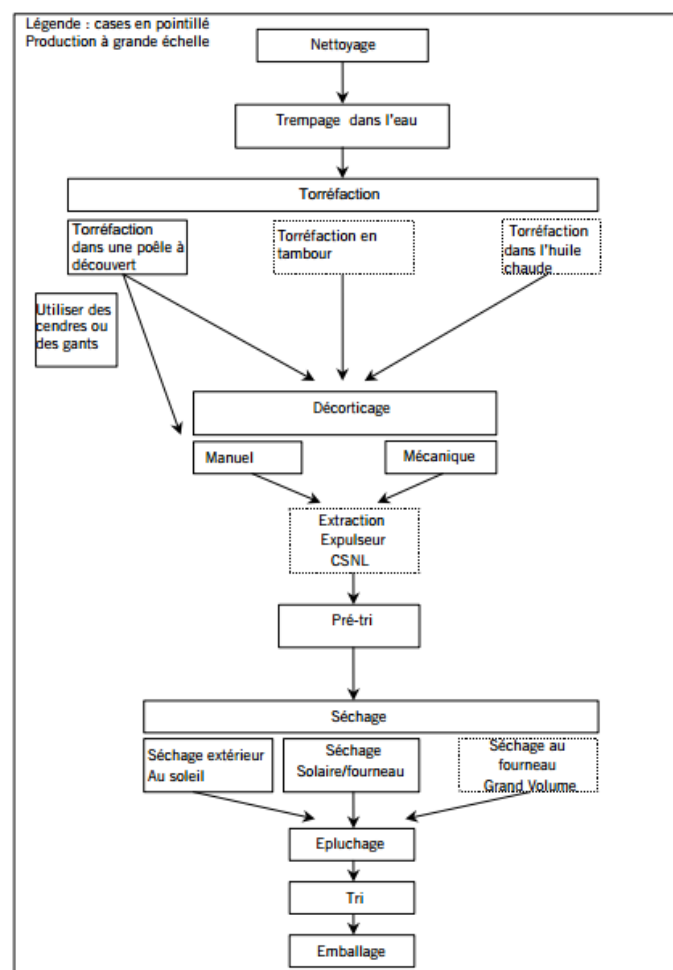 Légende : cases en pointillé
Production à grande échelle
Nettoyage
Trempage dans l'eau
Torréfaction
Torréfaction
dans une poêle à
découvert
Torréfaction en
tambour
Torréfaction
dans l'huile
chaude
Utiliser des
cendres ou
des gants
Décorticage
Manuel
Mécanique
Extraction
Expulseur
CSNL
Pré-tri
Séchage
Séchage extérieur
Au soleil
Séchage
Solaire/fourneau
Séchage au
fourneau
Grand Volume
Epluchage
Tri
Emballage